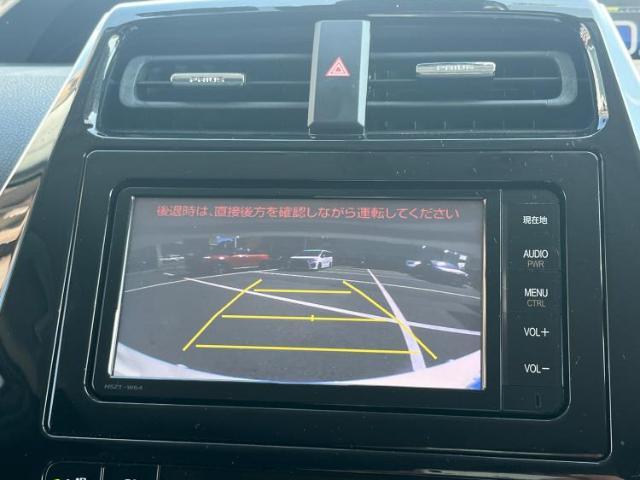 PRIUS
PRIUS
後退時は、直接後方を確認しながら運転してください
現在地
AUDIO
PWR
MENU
CTRL
VOL+
VOL−
NSZT-W64